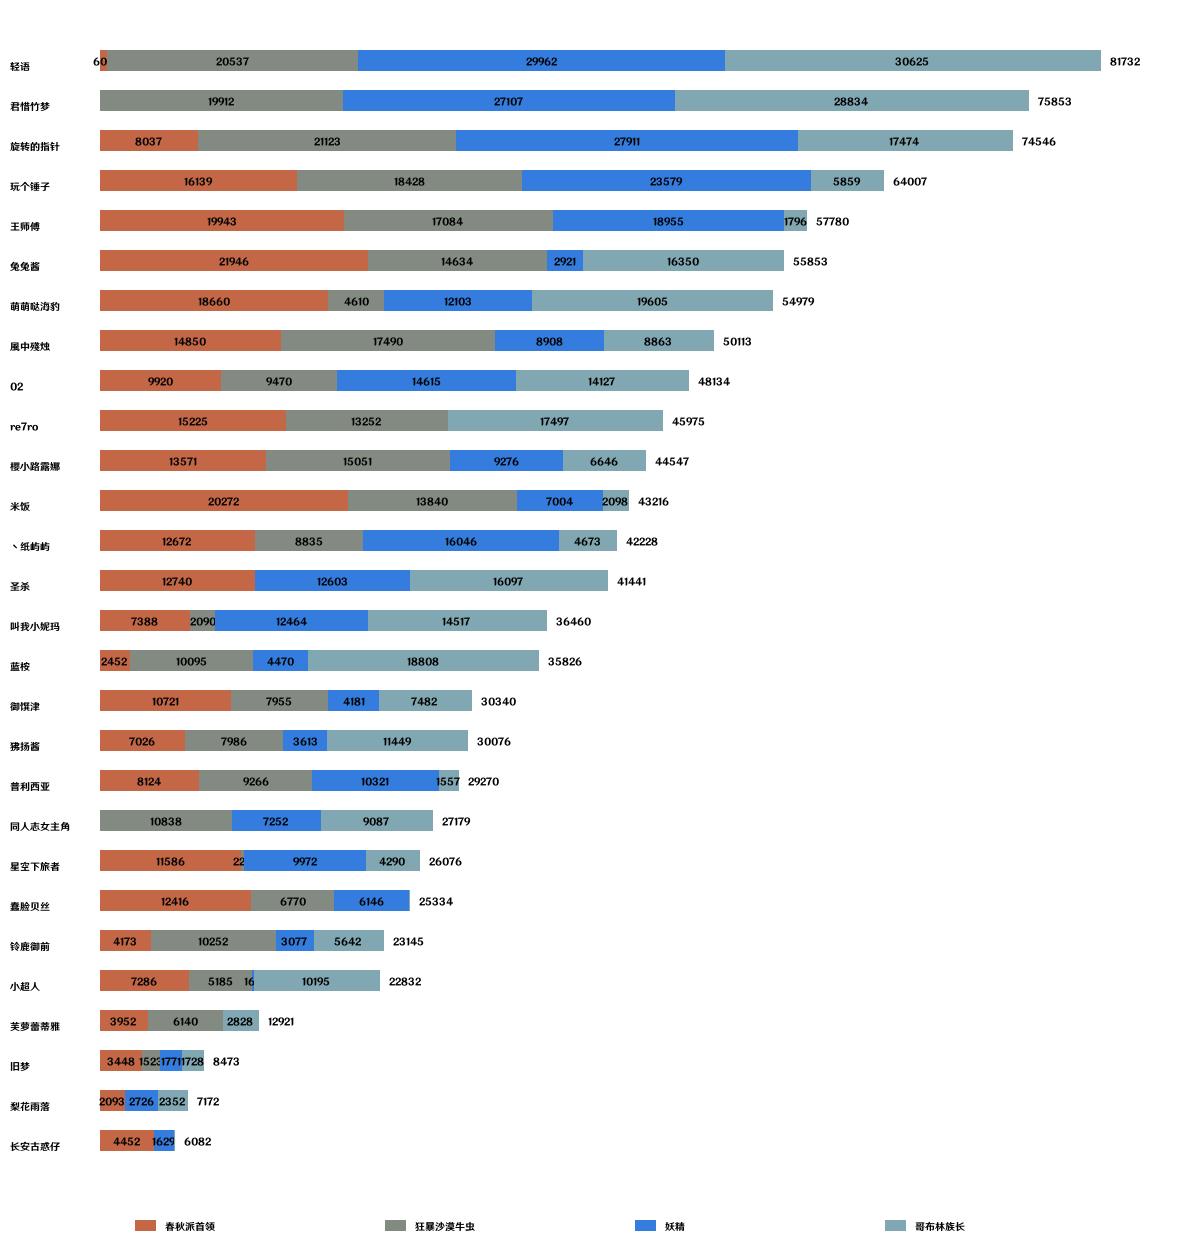 轻语 60 20537 29962 30625 81732
君惜竹梦 19912 27107 28834 75853
旋转的指针 8037 21123 27911 17474 74546
玩个锤子 16139 18428 23579 5859 64007
王师傅 19943 17084 18955 1796 57780
兔兔酱 21946 14634 2921 16350 55853
萌萌哒消豹 18660 4610 12103 19605 54979
風中殘烛 14850 17490 8908 8863 50113
02 9920 9470 14615 14127 48134
re7ro 15225 13252 17497 45975
樱小路露娜 13571 15051 9276 6646 44547
米饭 20272 13840 7004 2098 43216
丶纸屿屿 12672 8835 16046 4673 42228
圣杀 12740 12603 16097 41441
叫我小妮玛 7388 2090 12464 14517 36460
蓝桉 2452 10095 4470 18808 35826
御馔津 10721 7955 4181 7482 30340
狒扬酱 7026 7986 3613 11449 30076
普利西亚 8124 9266 10321 1557 29270
同人志女主角 10838 7252 9087 27179
星空下旅者 11586 22 9972 4290 26076
脸贝丝 12416 6770 6146 25334
铃鹿御前 4173 10252 3077 5642 23145
小超人 7286 5185 16 10195 22832
芙萝蕾蒂雅 3952 6140 2828 12921
旧梦 3448 1523 1771 1728 8473
梨花雨落 2093 2726 2352 7172
长安古惑仔 4452 1629 6082
春秋派首领 狂暴沙漠牛虫 妖精 哥布林族长